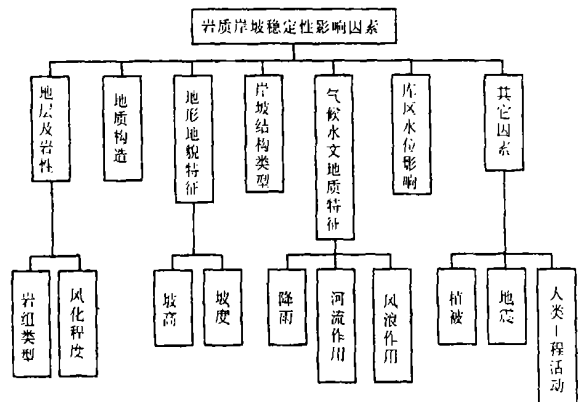 岩质岸坡稳定性影响因素
地层及岩性
地质构造
地形地貌特征
岸坡结构类型
气候水文地质特征
库区水位影响
其它因素
岩组类型
风化程度
坡高
坡度
降雨
河流作用
风浪作用
植被
地震
人类工程活动